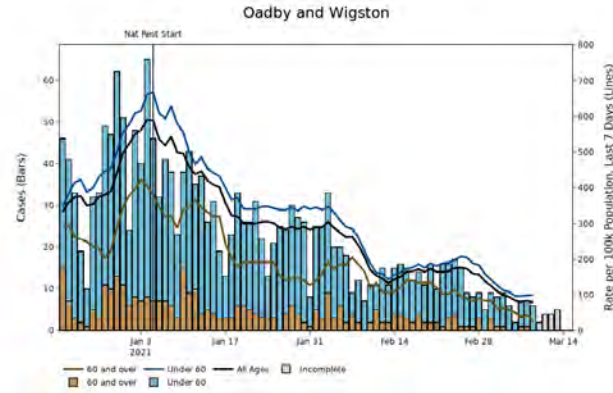 Oadby and Wigston
Nat Rest Start
Cases (Bars)
60
50
40
30
20
10
0
Rate per 100k Population, Last 7 Days (Lines)
800
700
600
500
400
300
200
100
0
Jan 3
2021
Jan 17
Jan 31
Feb 14
Feb 28
Mar 14
60 and over
Under 60
All Ages
Incomplete
60 and over
Under 60